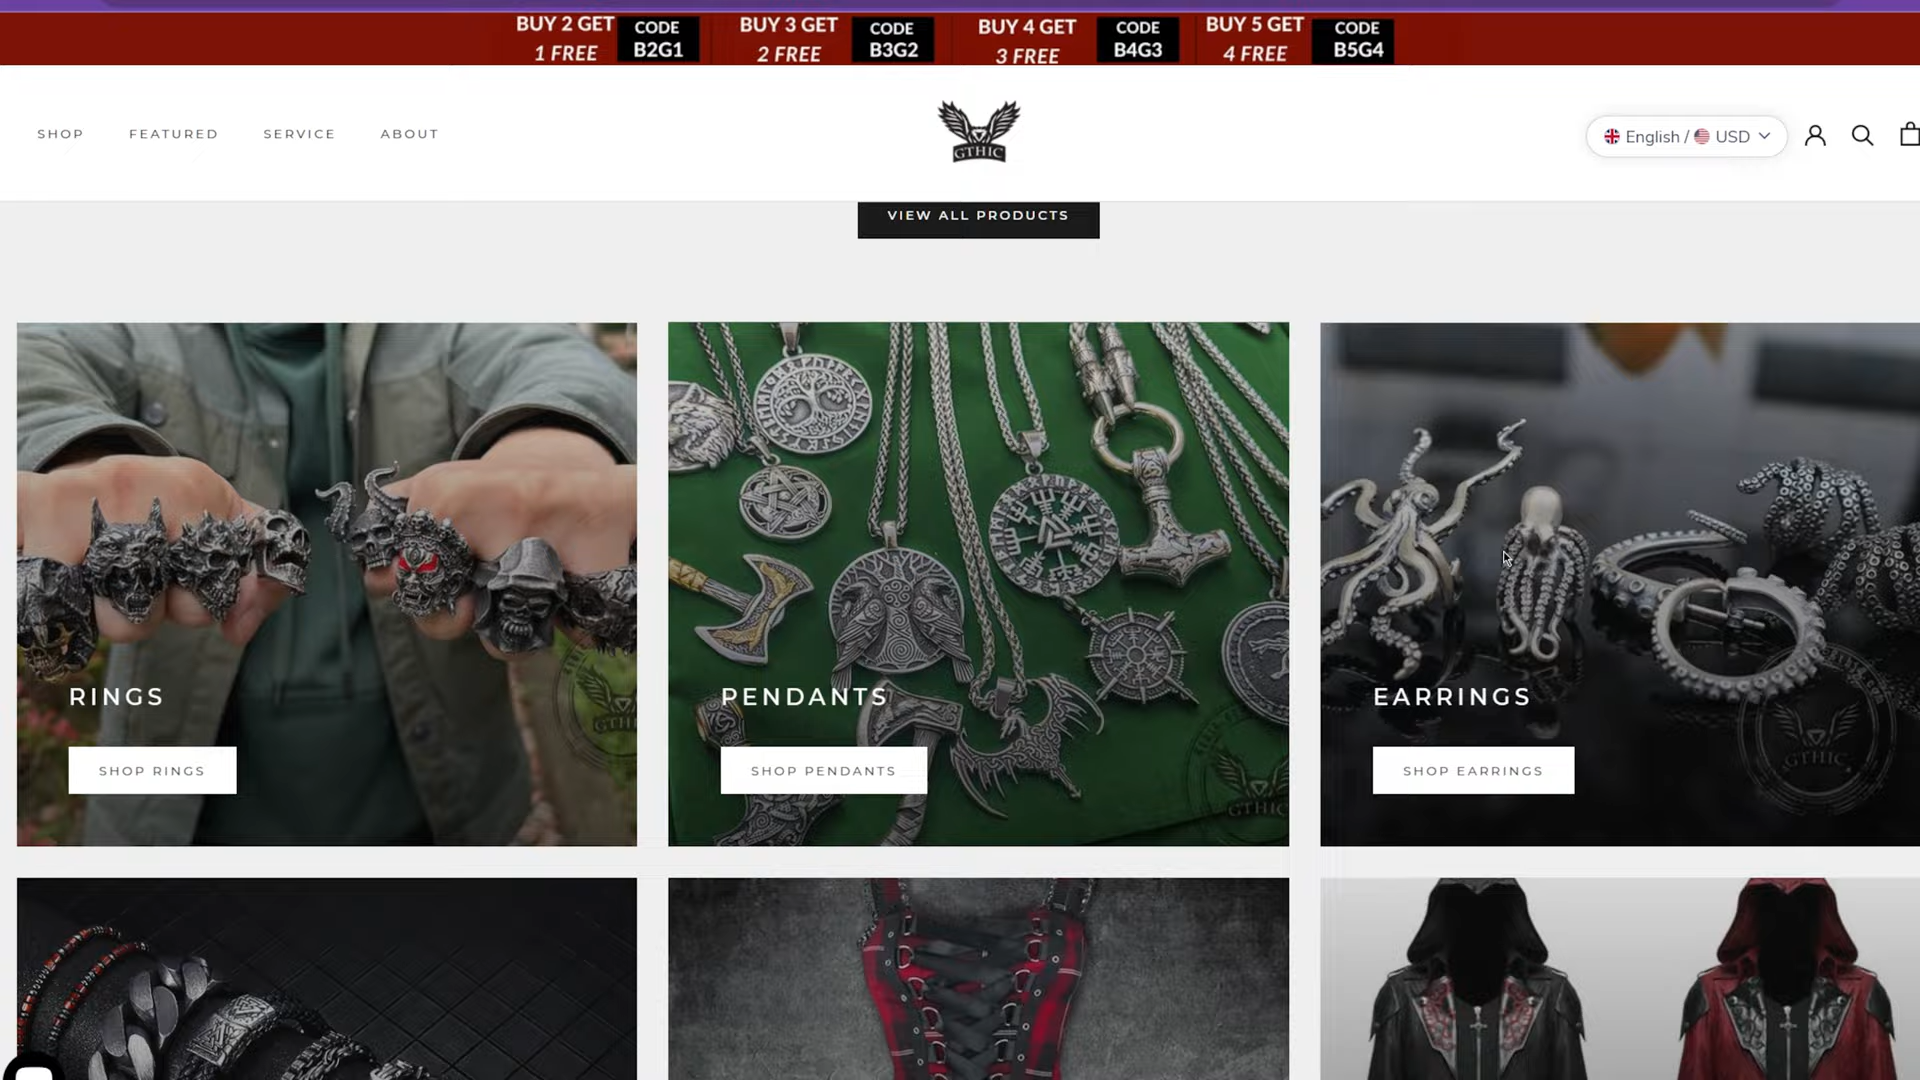 BUY 2 GET
1 FREE
CODE
B2G1
BUY 3 GET
2 FREE
CODE
B3G2
BUY 4 GET
3 FREE
CODE
B4G3
BUY 5 GET
4 FREE
CODE
B5G4
SHOP
FEATURED
SERVICE
ABOUT
GTHIC
English / USD
VIEW ALL PRODUCTS
RINGS
SHOP RINGS
PENDANTS
SHOP PENDANTS
GTHIC
EARRINGS
SHOP EARRINGS
GTHIC